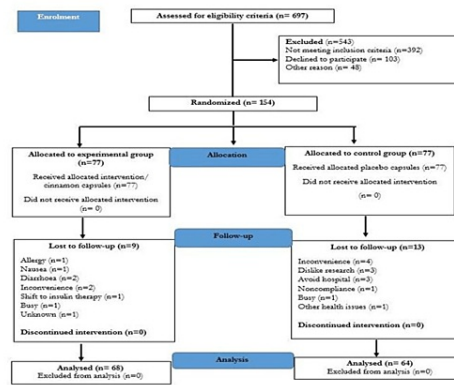 Enrolment
Assessed for eligibility criteria (n= 697)
Excluded (n=543)
Not meeting inclusion criteria (n=392)
Declined to participate (n= 103)
Other reason (n= 48)
Randomized (n=154)
Allocated to experimental group
(n=77)
Received allocated intervention/
cinnamon capsules (n=77)
Did not receive allocated intervention
(n= 0)
Allocation
Allocated to control group (n=77)
Received allocated placebo capsules (n=77)
Did not receive allocated intervention
(n= 0)
Follow-up
Lost to follow-up (n=9)
Allergy (n=1)
Nausea (n=1)
Diarrhoea (n=2)
Inconvenience (n=2)
Shift to insulin therapy (n=1)
Busy (n=1)
Unknown (n=1)
Discontinued intervention (n=0)
Lost to follow-up (n=13)
Inconvenience (n=4)
Dislike research (n=3)
Avoid hospital (n=3)
Noncompliance (n=1)
Busy (n=1)
Other health issues (n=1)
Discontinued intervention (n=0)
Analysis
Analysed (n= 68)
Excluded from analysis (n=0)
Analysed (n= 64)
Excluded from analysis (n=0)